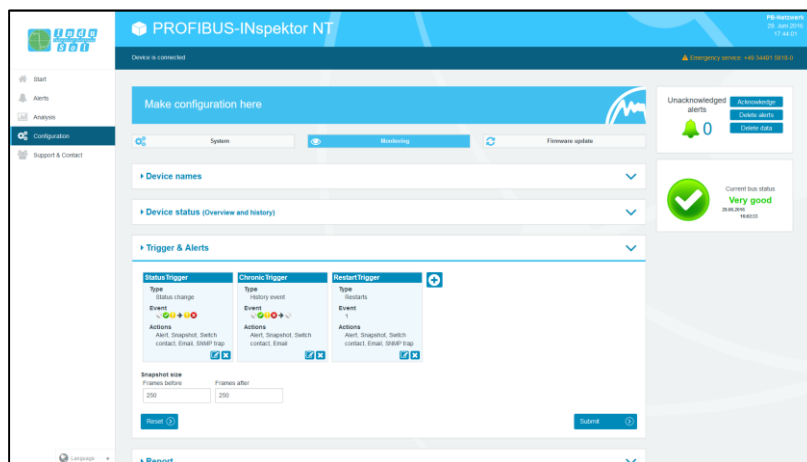 indu
Sol
PROFIBUS-INspektor NT
PB-Netzwerk
29. Juni 2016
17:44:01
Device is connected
Emergency service: +49 34491 5818-0
Start
Alerts
Analysis
Configuration
Support & Contact
Make configuration here
System
Monitoring
Firmware update
Device names
Device status (Overview and history)
Trigger & Alerts
StatusTrigger
Type
Status change
Event
Actions
Alert, Snapshot, Switch
contact, Email, SNMP trap
ChronicTrigger
Type
History event
Event
Actions
Alert, Snapshot, Switch
contact, Email
RestartTrigger
Type
Restarts
Event
1
Actions
Alert, Snapshot, Switch
contact, Email, SNMP trap
Snapshot size
Frames before
Frames after
250
250
Reset
Submit
Report
Unacknowledged
alerts
0
Acknowledge
Delete alerts
Delete data
Current bus status
Very good
Language